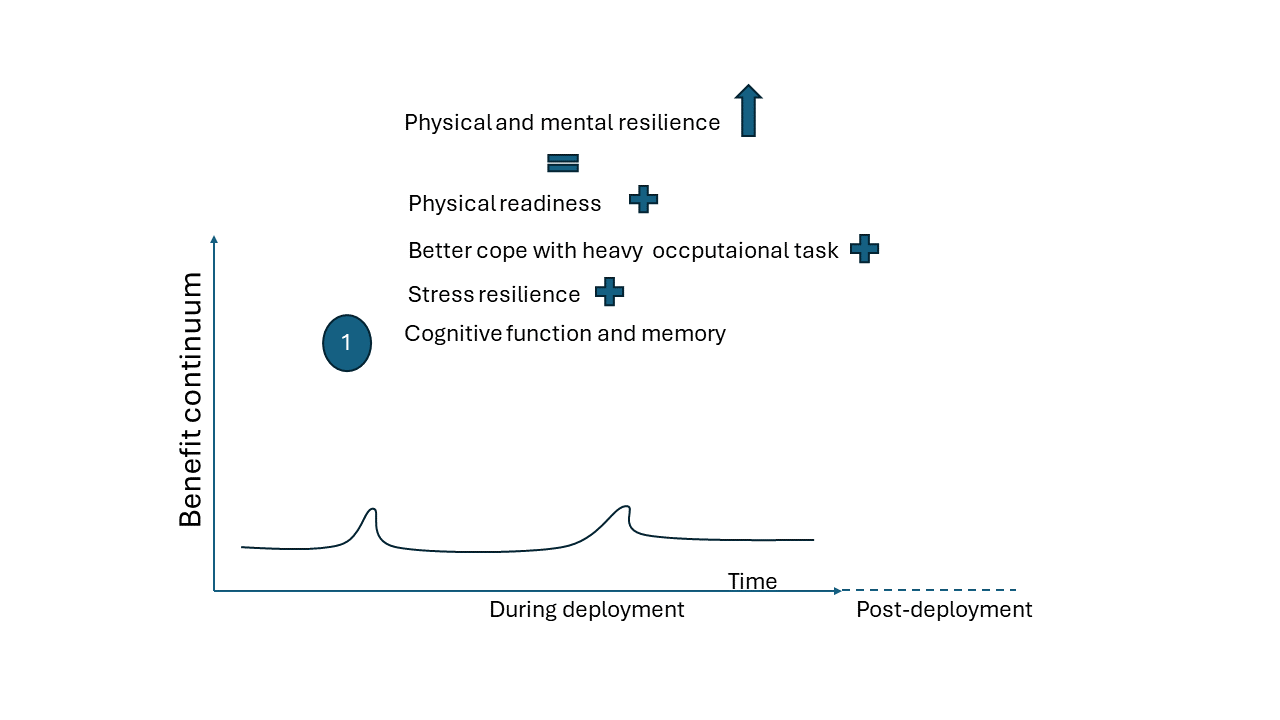 Physical and mental resilience
Physical readiness
Better cope with heavy occputaional task
Stress resilience
Cognitive function and memory
1
Benefit continuum
Time
During deployment
Post-deployment